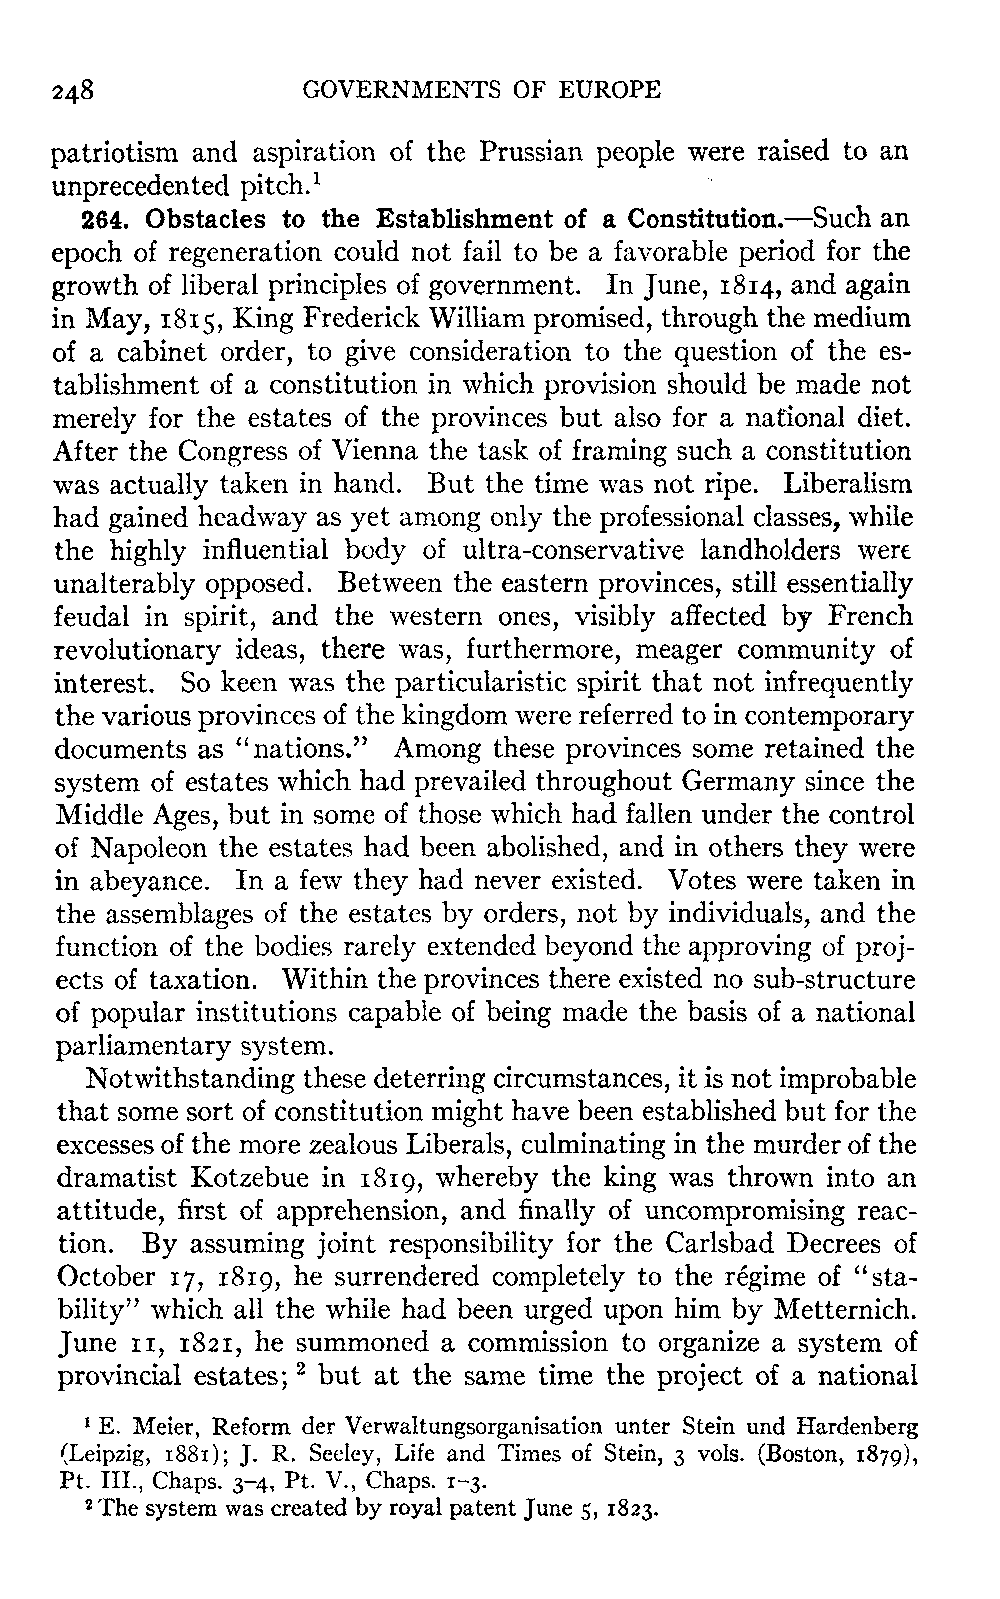 248 GOVERNMENTS OF EUROPE
patriotism and aspiration of the Prussian people were raised to an
unprecedented pitch.¹
264. Obstacles to the Establishment of a Constitution.—Such an
epoch of regeneration could not fail to be a favorable period for the
growth of liberal principles of government. In June, 1814, and again
in May, 1815, King Frederick William promised, through the medium
of a cabinet order, to give consideration to the question of the es-
tablishment of a constitution in which provision should be made not
merely for the estates of the provinces but also for a national diet.
After the Congress of Vienna the task of framing such a constitution
was actually taken in hand. But the time was not ripe. Liberalism
had gained headway as yet among only the professional classes, while
the highly influential body of ultra-conservative landholders were
unalterably opposed. Between the eastern provinces, still essentially
feudal in spirit, and the western ones, visibly affected by French
revolutionary ideas, there was, furthermore, meager community of
interest. So keen was the particularistic spirit that not infrequently
the various provinces of the kingdom were referred to in contemporary
documents as "nations." Among these provinces some retained the
system of estates which had prevailed throughout Germany since the
Middle Ages, but in some of those which had fallen under the control
of Napoleon the estates had been abolished, and in others they were
in abeyance. In a few they had never existed. Votes were taken in
the assemblages of the estates by orders, not by individuals, and the
function of the bodies rarely extended beyond the approving of proj-
ects of taxation. Within the provinces there existed no sub-structure
of popular institutions capable of being made the basis of a national
parliamentary system.
Notwithstanding these deterring circumstances, it is not improbable
that some sort of constitution might have been established but for the
excesses of the more zealous Liberals, culminating in the murder of the
dramatist Kotzebue in 1819, whereby the king was thrown into an
attitude, first of apprehension, and finally of uncompromising reac-
tion. By assuming joint responsibility for the Carlsbad Decrees of
October 17, 1819, he surrendered completely to the régime of "sta-
bility" which all the while had been urged upon him by Metternich.
June 11, 1821, he summoned a commission to organize a system of
provincial estates; ² but at the same time the project of a national
¹ E. Meier, Reform der Verwaltungsorganisation unter Stein und Hardenberg
(Leipzig, 1881); J. R. Seeley, Life and Times of Stein, 3 vols. (Boston, 1879),
Pt. III., Chaps. 3–4, Pt. V., Chaps. 1–3.
² The system was created by royal patent June 5, 1823.